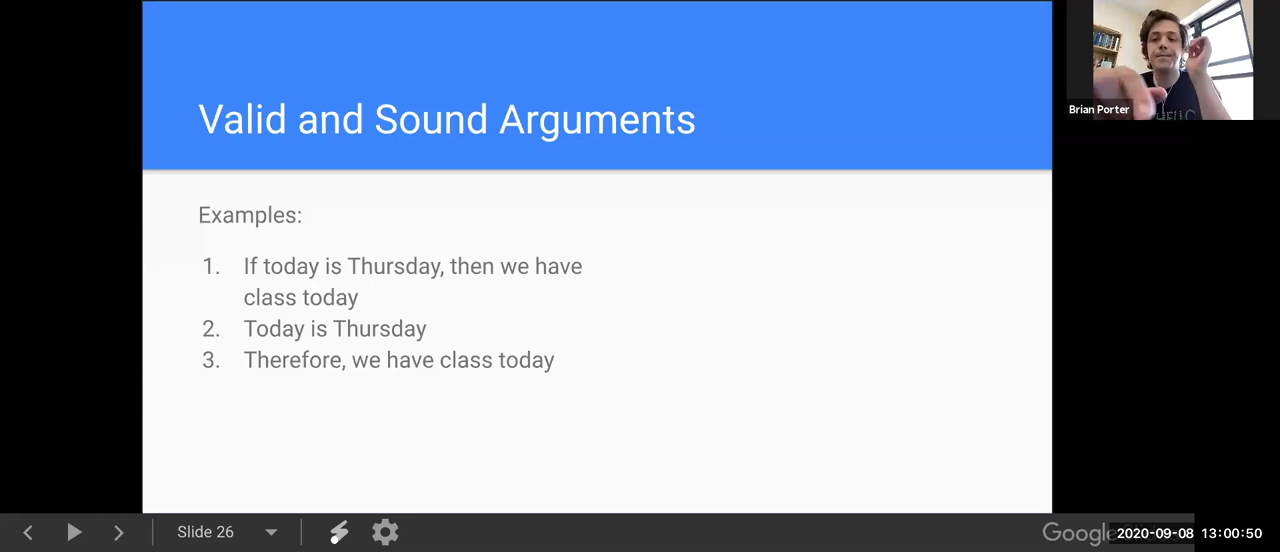 Valid and Sound Arguments
Brian Porter
Examples:
1. If today is Thursday, then we have
class today
2. Today is Thursday
3. Therefore, we have class today
Slide 26
Google
2020-09-08 13:00:50